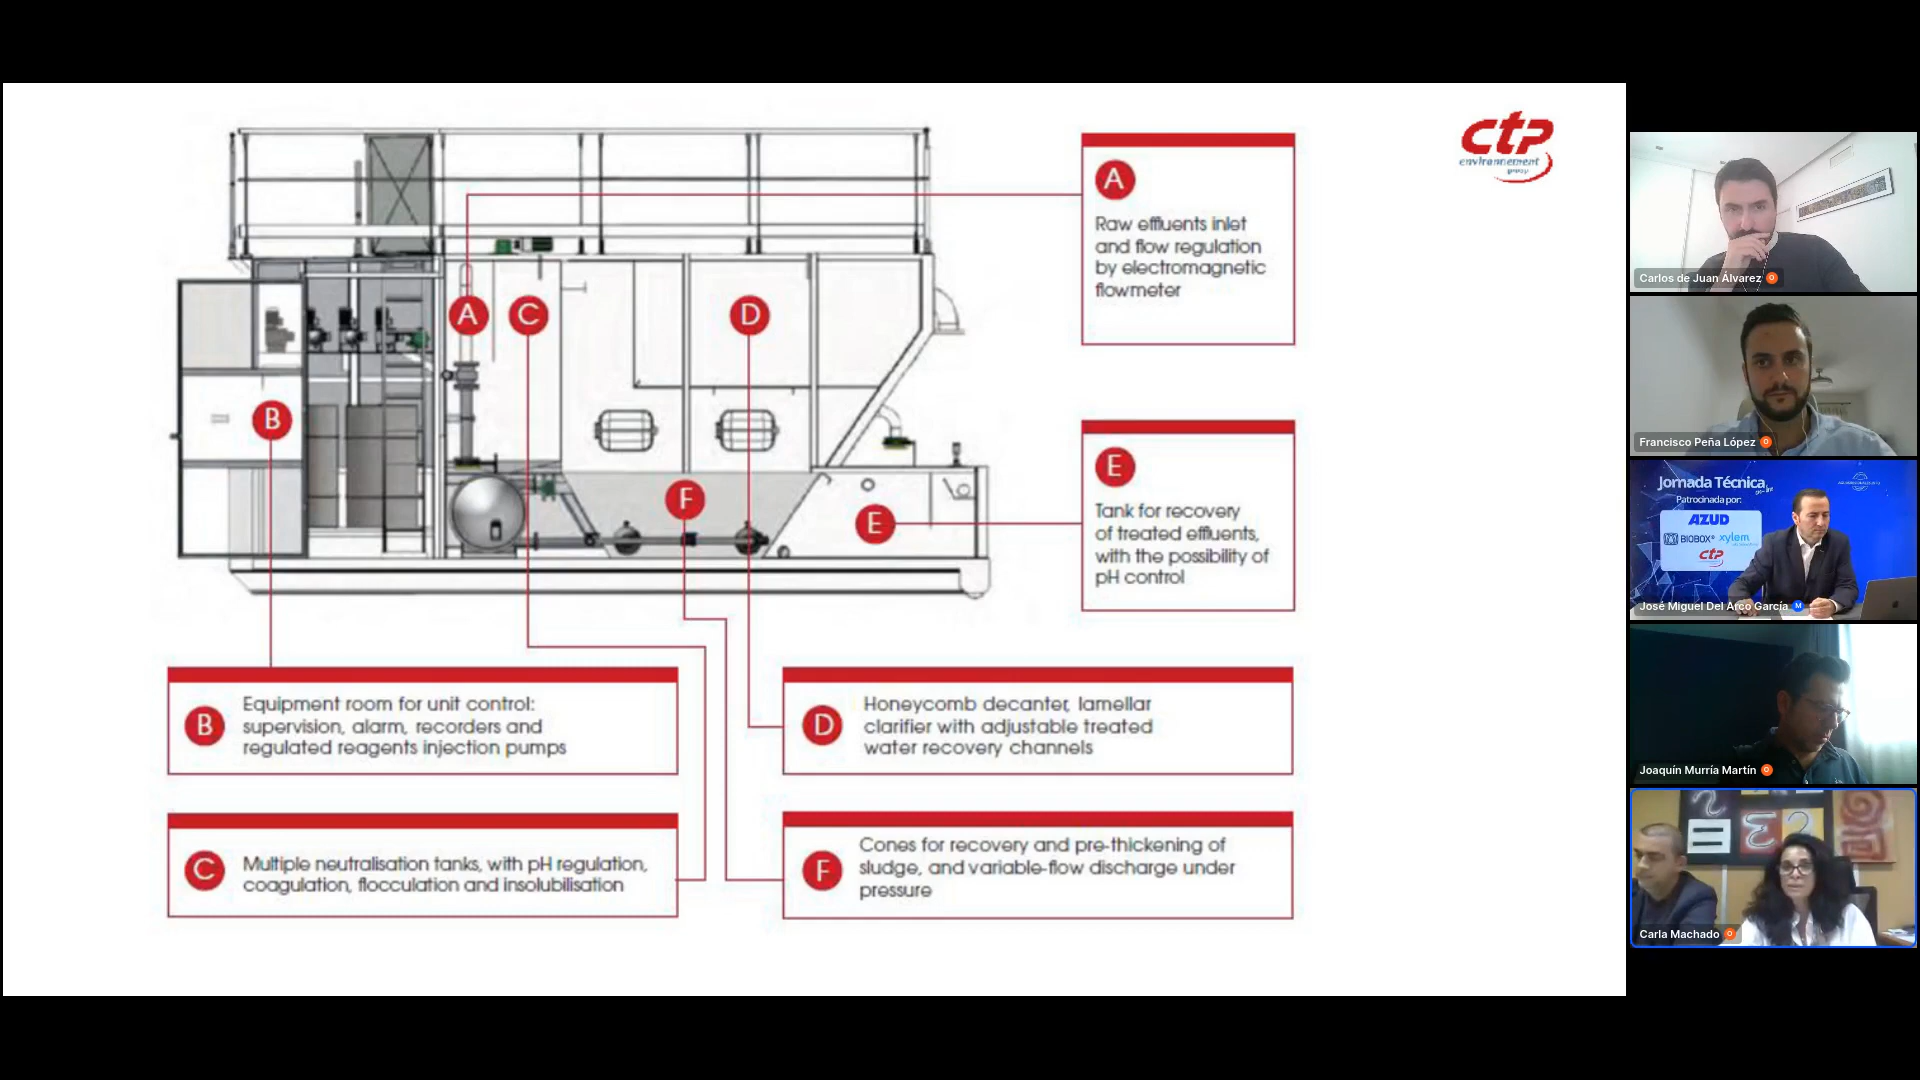 ctp
environnement
group
A
Raw effluents inlet
and flow regulation
by electromagnetic
flowmeter
A
C
D
B
F
E
E
Tank for recovery
of treated effluents,
with the possibility of
pH control
B
Equipment room for unit control:
supervision, alarm, recorders and
regulated reagents injection pumps
D
Honeycomb decanter, lamellar
clarifier with adjustable treated
water recovery channels
C
Multiple neutralisation tanks, with pH regulation,
coagulation, flocculation and insolubilisation
F
Cones for recovery and pre-thickening of
sludge, and variable-flow discharge under
pressure
Carlos de Juan Álvarez O
Francisco Peña López O
Jornada Técnica
on-line
Patrocinada por:
AZUD
BIOBOX® xylem
ctp
José Miguel Del Arco García M
Joaquín Murría Martín O
Carla Machado O